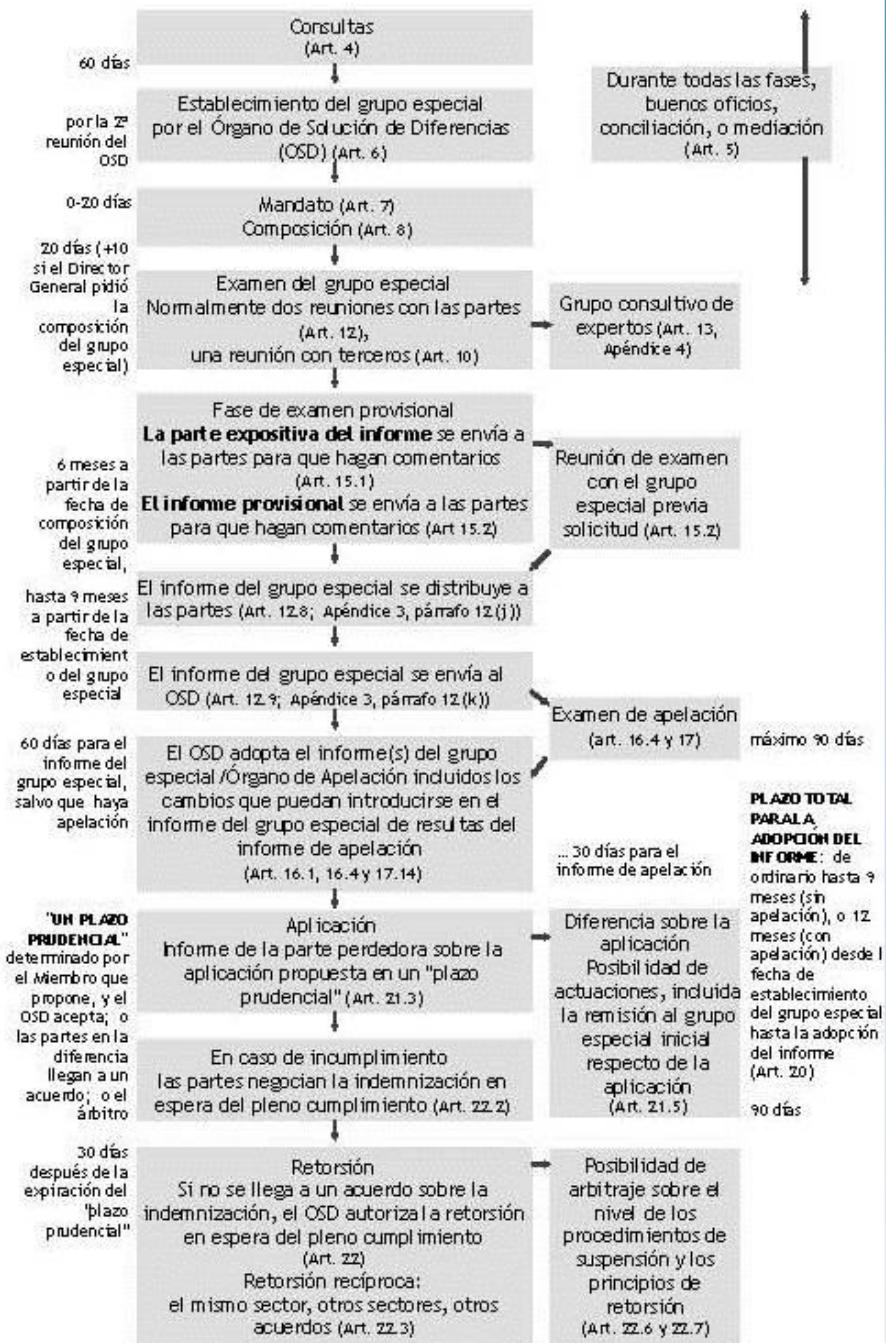 Consultas
(Art. 4)
60 días
Establecimiento del grupo especial
por el Órgano de Solución de Diferencias
(OSD) (Art. 6)
por la 2ª
reunión del
OSD
Durante todas las fases,
buenos oficios,
conciliación, o mediación
(Art. 5)
0-20 días
Mandato (Art. 7)
Composición (Art. 8)
20 días (+10
si el Director
General pidió
la
composición
del grupo
especial)
Examen del grupo especial
Normalmente dos reuniones con las partes
(Art. 12),
una reunión con terceros (Art. 10)
Grupo consultivo de
expertos (Art. 13,
Apéndice 4)
Fase de examen provisional
La parte expositiva del informe se envía a
las partes para que hagan comentarios
(Art. 15.1)
El informe provisional se envía a las partes
para que hagan comentarios (Art 15.2)
Reunión de examen
con el grupo
especial previa
solicitud (Art. 15.2)
6 meses a
partir de la
fecha de
composición
del grupo
especial,
hasta 9 meses
a partir de la
fecha de
establecimient
o del grupo
especial
El informe del grupo especial se distribuye a
las partes (Art. 12.8; Apéndice 3, párrafo 12(j))
El informe del grupo especial se envía al
OSD (Art. 12.9; Apéndice 3, párrafo 12(k))
Examen de apelación
(art. 16.4 y 17)
máximo 90 días
60 días para el
informe del
grupo especial,
salvo que haya
apelación
El OSD adopta el informe(s) del grupo
especial/Órgano de Apelación incluidos los
cambios que puedan introducirse en el
informe del grupo especial de resultas del
informe de apelación
(Art. 16.1, 16.4 y 17.14)
... 30 días para el
informe de apelación
PLAZO TOTAL
PARA LA
ADOPCIÓN DEL
INFORME: de
ordinario hasta 9
meses (sin
apelación), o 12
meses (con
apelación) desde l
fecha de
establecimiento
del grupo especial
hasta la adopción
del informe
(Art. 20)
"UN PLAZO
PRUDENCIAL"
determinado por
el Miembro que
propone, y el
OSD acepta; o
las partes en la
diferencia
llegan a un
acuerdo; o el
árbitro
Aplicación
Informe de la parte perdedora sobre la
aplicación propuesta en un "plazo
prudencial" (Art. 21.3)
Diferencia sobre la
aplicación
Posibilidad de
actuaciones, incluida
la remisión al grupo
especial inicial
respecto de la
aplicación
(Art. 21.5)
90 días
En caso de incumplimiento
las partes negocian la indemnización en
espera del pleno cumplimiento (Art. 22.2)
30 días
después de la
expiración del
"plazo
prudencial"
Retorsión
Si no se llega a un acuerdo sobre la
indemnización, el OSD autoriza la retorsión
en espera del pleno cumplimiento
(Art. 22)
Retorsión recíproca:
el mismo sector, otros sectores, otros
acuerdos (Art. 22.3)
Posibilidad de
arbitraje sobre el
nivel de los
procedimientos de
suspensión y los
principios de
retorsión
(Art. 22.6 y 22.7)